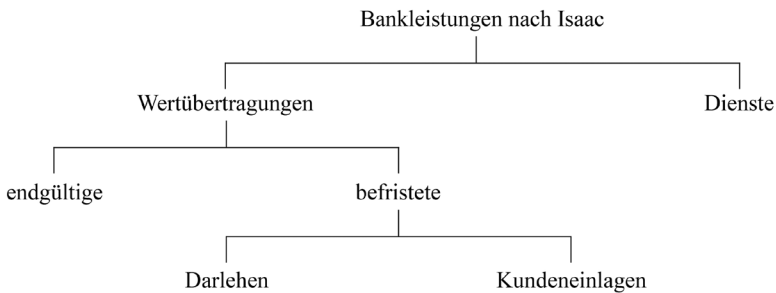 Bankleistungen nach Isaac
Wertübertragungen
Dienste
endgültige
befristete
Darlehen
Kundeneinlagen